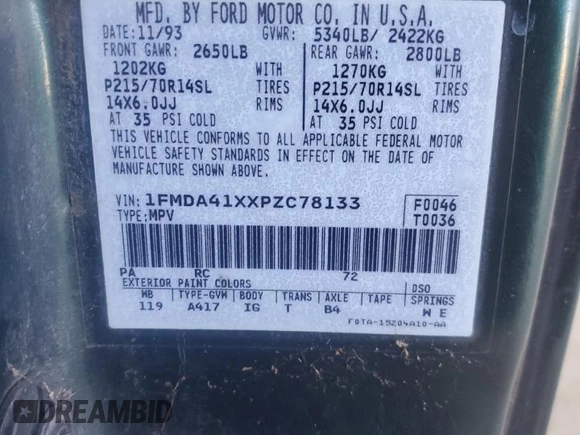 MFD. BY FORD MOTOR CO. IN U.S.A.
DATE: 11/93 GVWR: 5340LB/ 2422KG
FRONT GAWR: 2650LB REAR GAWR: 2800LB
1202KG WITH 1270KG WITH
P215/70R14SL TIRES P215/70R14SL TIRES
14X6.0JJ RIMS 14X6.0JJ RIMS
AT 35 PSI COLD AT 35 PSI COLD
THIS VEHICLE CONFORMS TO ALL APPLICABLE FEDERAL MOTOR
VEHICLE SAFETY STANDARDS IN EFFECT ON THE DATE OF
MANUFACTURE SHOWN ABOVE.
VIN: 1FMDA41XXPZC78133 F0046
TYPE: MPV T0036
PA RC 72
EXTERIOR PAINT COLORS DSO
WB TYPE-GVW BODY TRANS AXLE TAPE SPRINGS
119 A417 IG T B4 W E
F0TA-15204A10-AA
DREAMBID